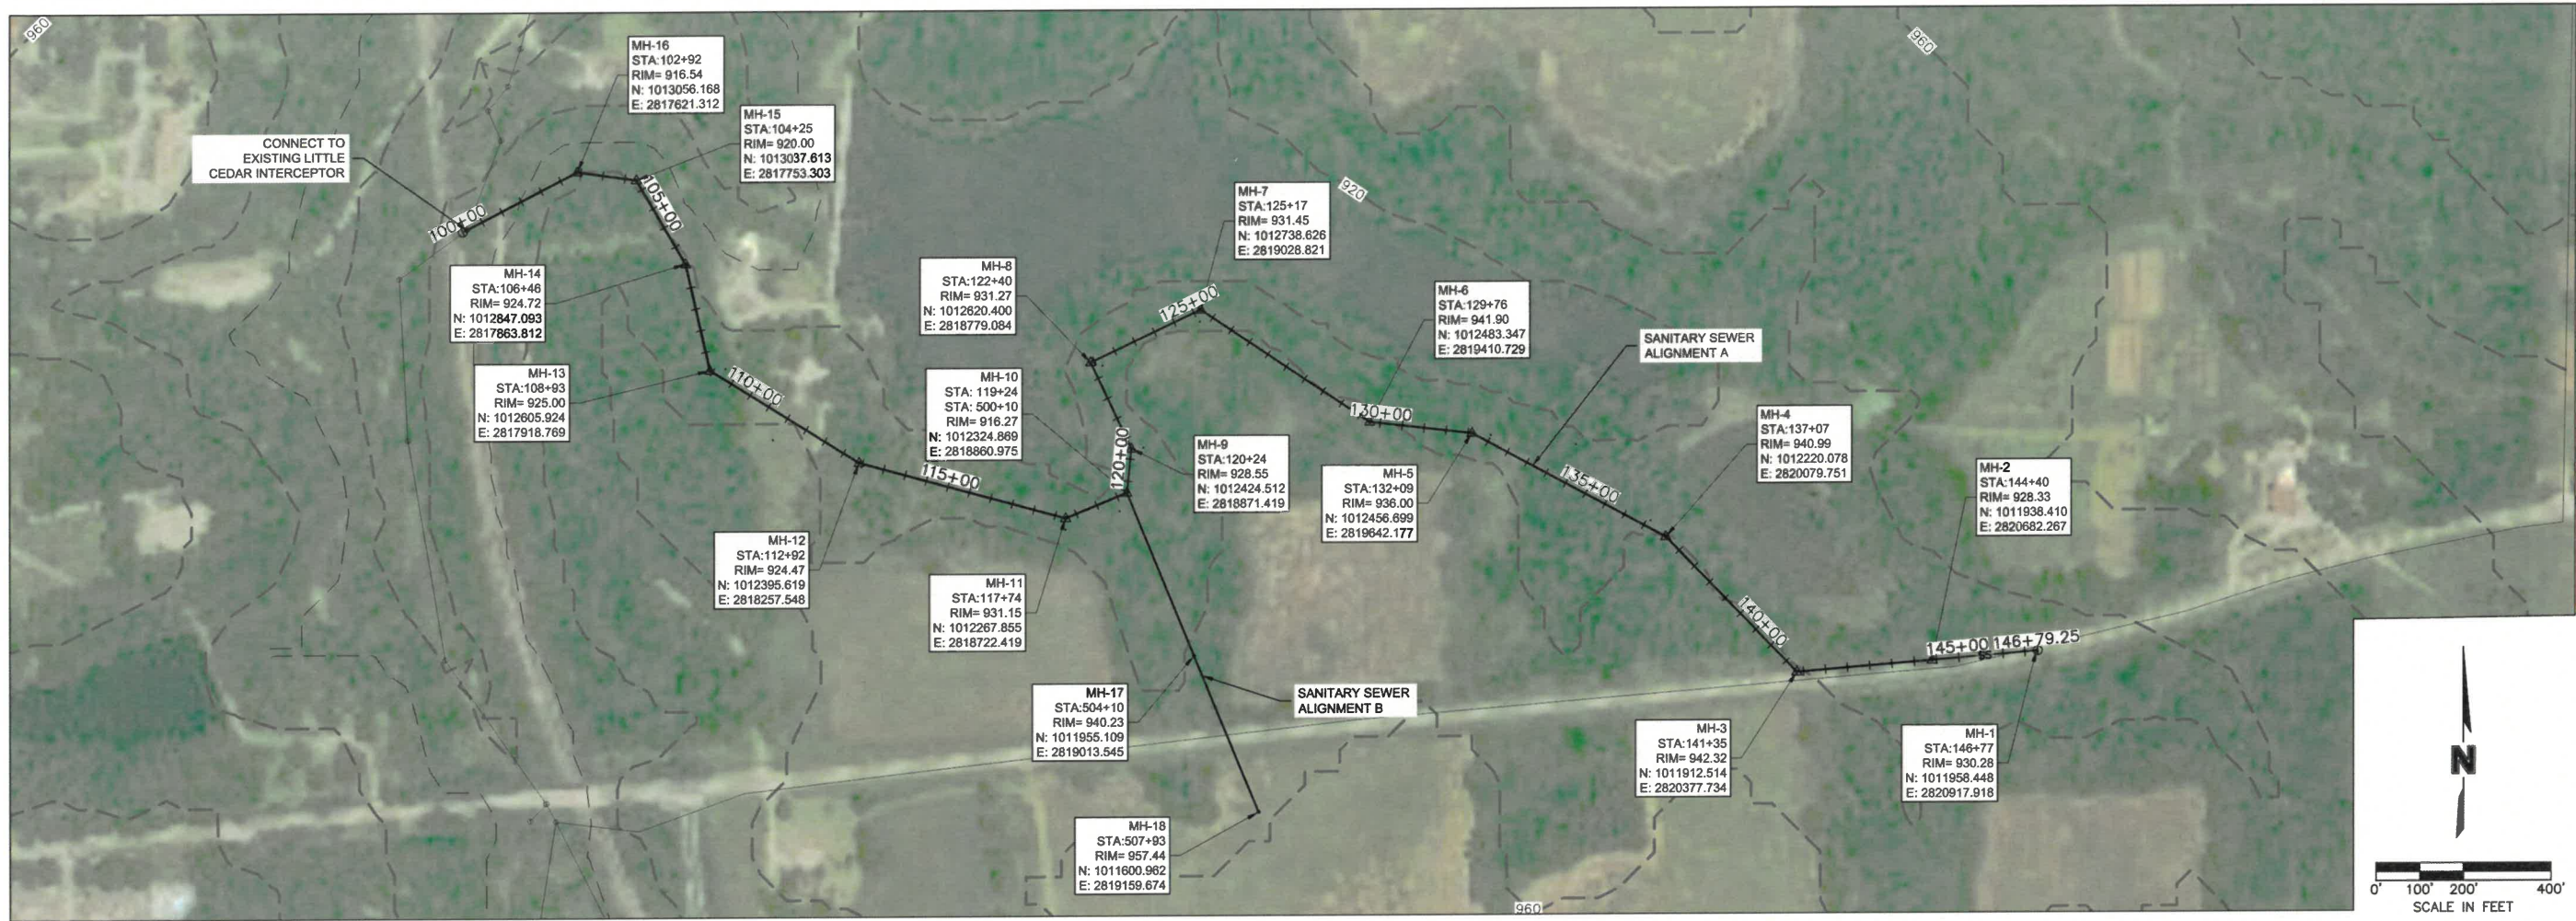 960
MH-16
STA:102+92
RIM= 916.54
N: 1013056.168
E: 2817621.312
MH-15
STA:104+25
RIM= 920.00
N: 1013037.613
E: 2817753.303
CONNECT TO
EXISTING LITTLE
CEDAR INTERCEPTOR
100+00
105+00
MH-14
STA:106+46
RIM= 924.72
N: 1012847.093
E: 2817863.812
MH-13
STA:108+93
RIM= 925.00
N: 1012605.924
E: 2817918.769
110+00
MH-12
STA:112+92
RIM= 924.47
N: 1012395.619
E: 2818257.548
115+00
MH-11
STA:117+74
RIM= 931.15
N: 1012267.855
E: 2818722.419
MH-8
STA:122+40
RIM= 931.27
N: 1012620.400
E: 2818779.084
MH-10
STA: 119+24
STA: 500+10
RIM= 916.27
N: 1012324.869
E: 2818860.975
120+00
MH-9
STA:120+24
RIM= 928.55
N: 1012424.512
E: 2818871.419
125+00
MH-7
STA:125+17
RIM= 931.45
N: 1012738.626
E: 2819028.821
920
MH-6
STA:129+76
RIM= 941.90
N: 1012483.347
E: 2819410.729
130+00
SANITARY SEWER
ALIGNMENT A
MH-5
STA:132+09
RIM= 936.00
N: 1012456.699
E: 2819642.177
135+00
MH-4
STA:137+07
RIM= 940.99
N: 1012220.078
E: 2820079.751
960
MH-2
STA:144+40
RIM= 928.33
N: 1011938.410
E: 2820682.267
140+00
145+00
146+79.25
MH-17
STA:504+10
RIM= 940.23
N: 1011955.109
E: 2819013.545
SANITARY SEWER
ALIGNMENT B
MH-18
STA:507+93
RIM= 957.44
N: 1011600.962
E: 2819159.674
MH-3
STA:141+35
RIM= 942.32
N: 1011912.514
E: 2820377.734
MH-1
STA:146+77
RIM= 930.28
N: 1011958.448
E: 2820917.918
960
N
0' 100' 200' 400'
SCALE IN FEET